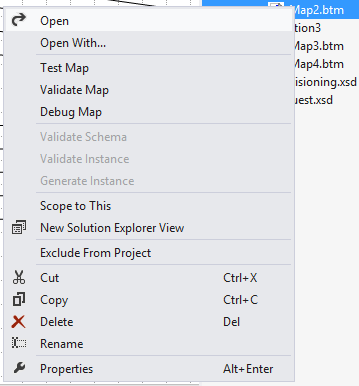 Open
Open With...
Test Map
Validate Map
Debug Map
Validate Schema
Validate Instance
Generate Instance
Scope to This
New Solution Explorer View
Exclude From Project
Cut Ctrl+X
Copy Ctrl+C
Delete Del
Rename
Properties Alt+Enter
Map2.btm
tion3
Map3.btm
Map4.btm
isioning.xsd
uest.xsd